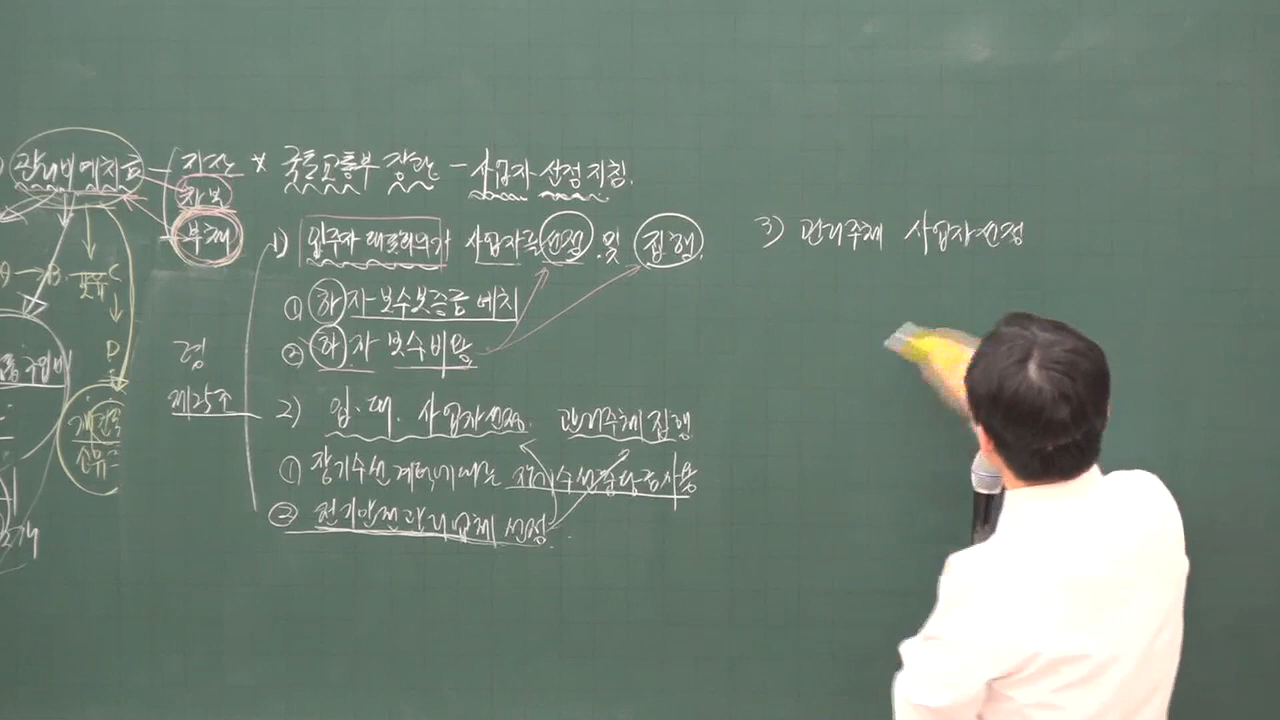 관리비예치금 - 자산
차 부
부채
* 국토교통부 장관 - 사업자 선정지침.
1) 입주자대표회의가 사업자를 선정 및 집행.
① 하자-보수보증금 예치
② 하자 보수비용
영
제25조
2) 입·대. 사업자선정. 관리주체 집행
① 장기수선계획에 따른 장기수선충당금사용
② 전기안전관리업체 선정.
3) 관리주체 사업자선정
B.
C
D